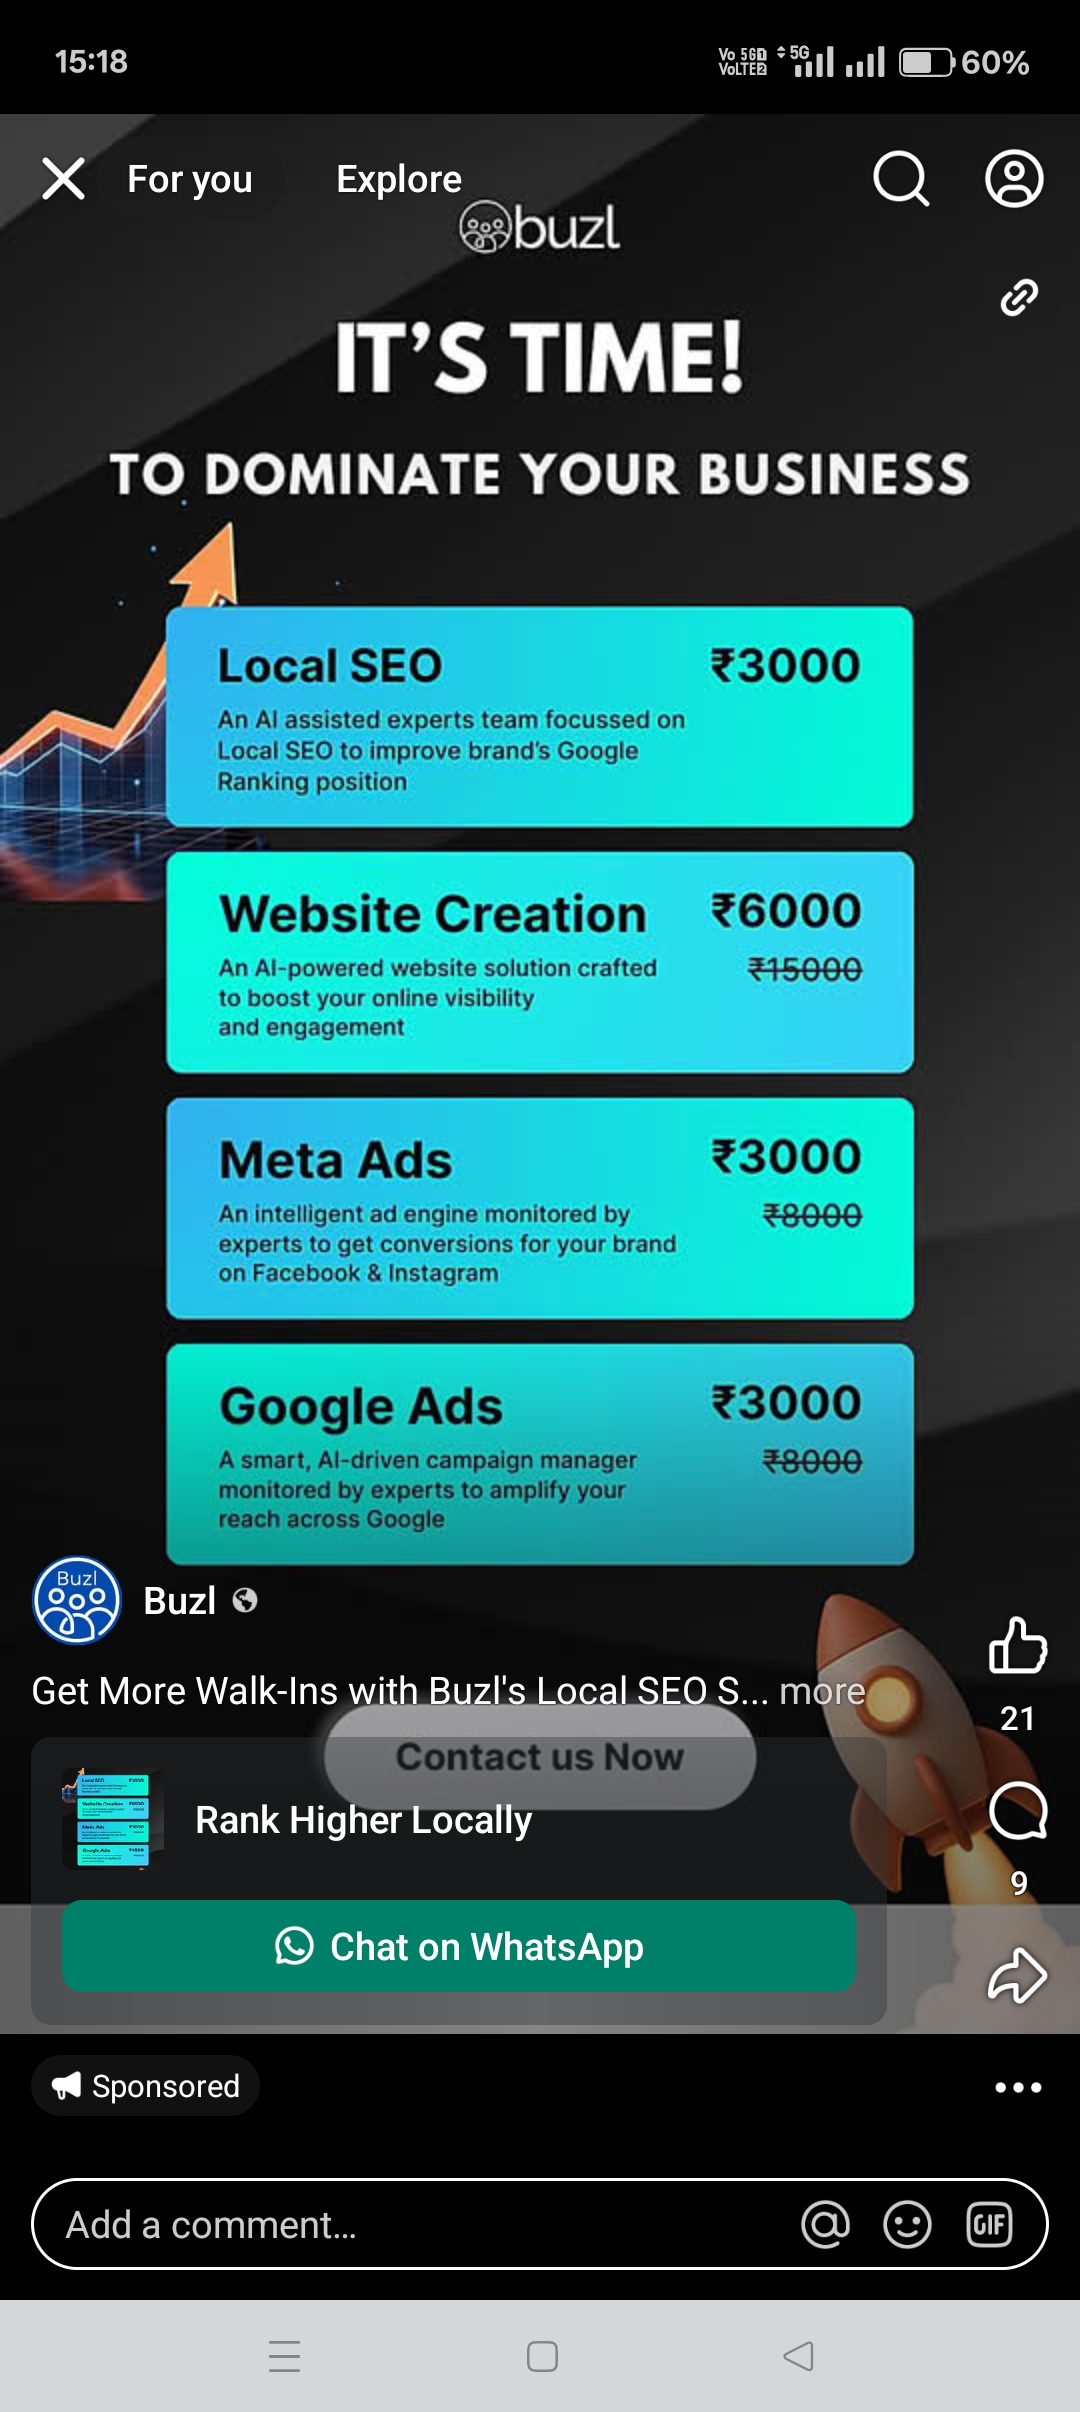 15:18
Vo 5G 1
VoLTE 2
5G
60%
For you
Explore
buzl
IT'S TIME!
TO DOMINATE YOUR BUSINESS
Local SEO
₹3000
An AI assisted experts team focussed on
Local SEO to improve brand's Google
Ranking position
Website Creation
₹6000
An AI-powered website solution crafted
₹15000
to boost your online visibility
and engagement
Meta Ads
₹3000
An intelligent ad engine monitored by
₹8000
experts to get conversions for your brand
on Facebook & Instagram
Google Ads
₹3000
A smart, AI-driven campaign manager
₹8000
monitored by experts to amplify your
reach across Google
Buzl
Buzl
Get More Walk-Ins with Buzl's Local SEO S... more
21
Contact us Now
Rank Higher Locally
9
Chat on WhatsApp
Sponsored
Add a comment...
GIF